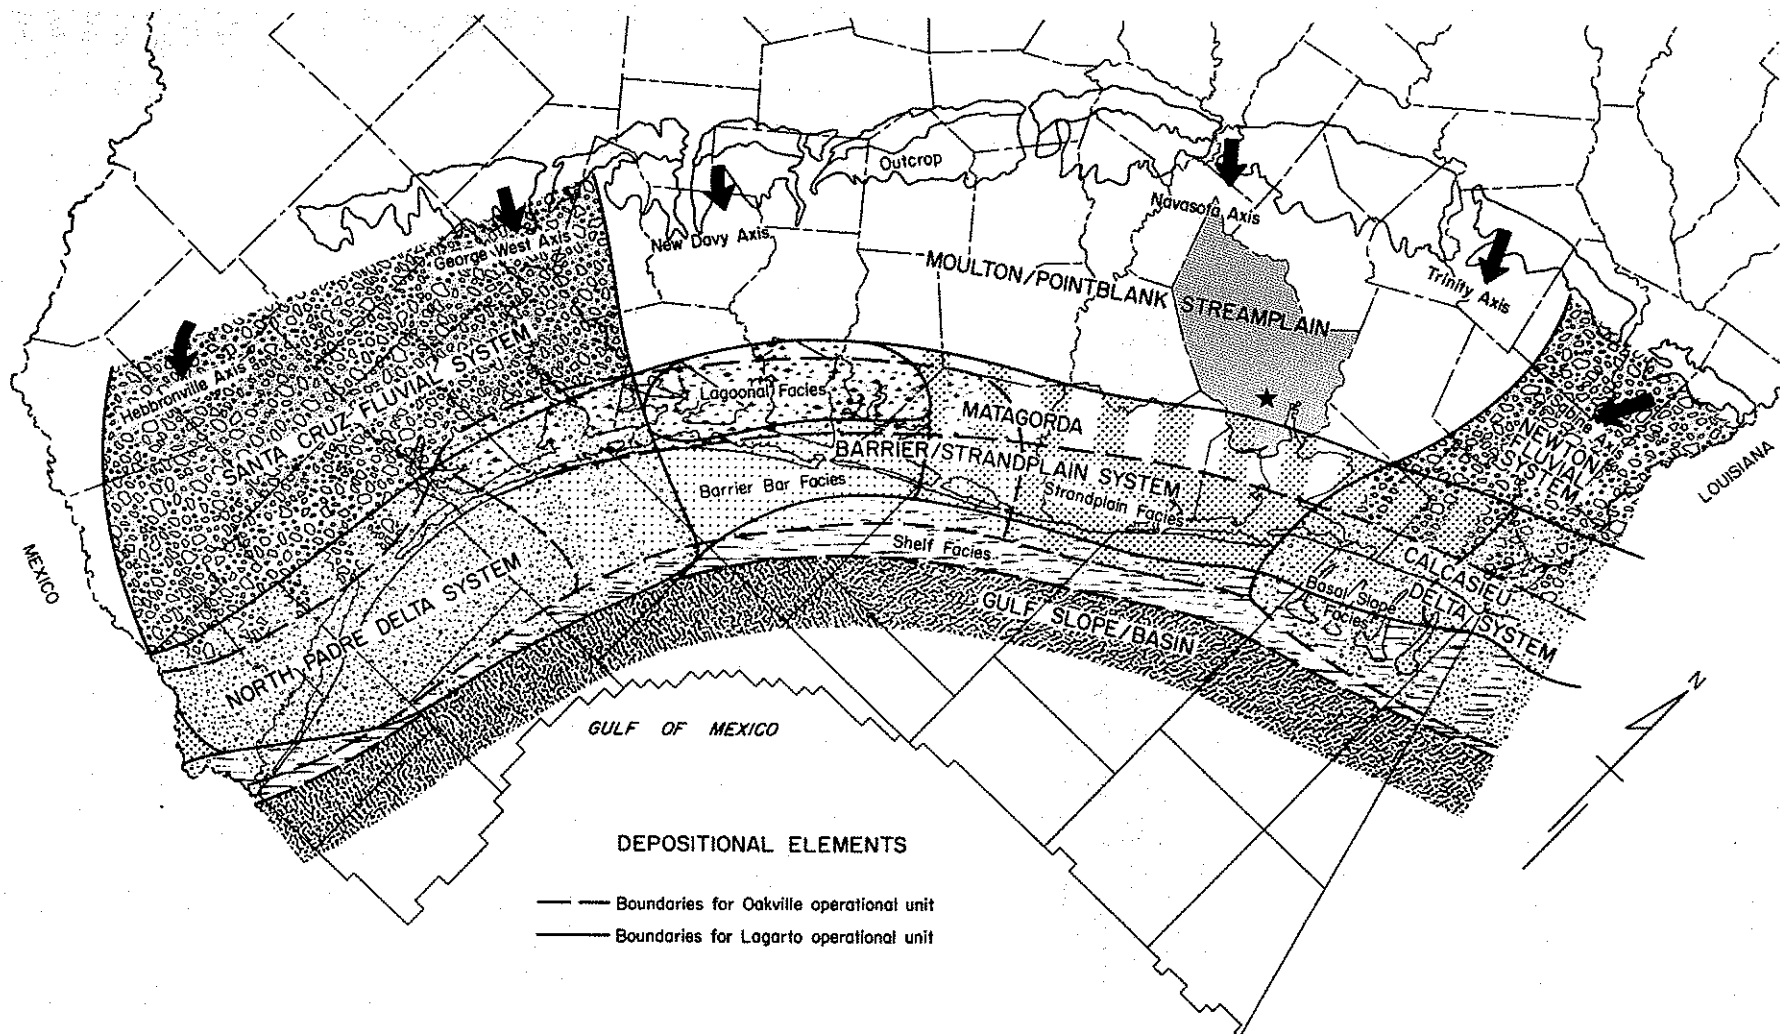 Outcrop
Navasota Axis
New Davy Axis
George West Axis
MOULTON/POINTBLANK STREAMPLAIN
Trinity Axis
Hebbronville Axis
SANTA CRUZ FLUVIAL SYSTEM
Lagoonal Facies
MATAGORDA
BARRIER/STRANDPLAIN SYSTEM
Barrier Bar Facies
Strandplain Facies
Shelf Facies
Sabine Axis
NEWTON
FLUVIAL
SYSTEM
LOUISIANA
MEXICO
NORTH PADRE DELTA SYSTEM
CALCASIEU
DELTA SYSTEM
Basal/Slope
Facies
GULF SLOPE/BASIN
N
GULF OF MEXICO
DEPOSITIONAL ELEMENTS
Boundaries for Oakville operational unit
Boundaries for Lagarto operational unit